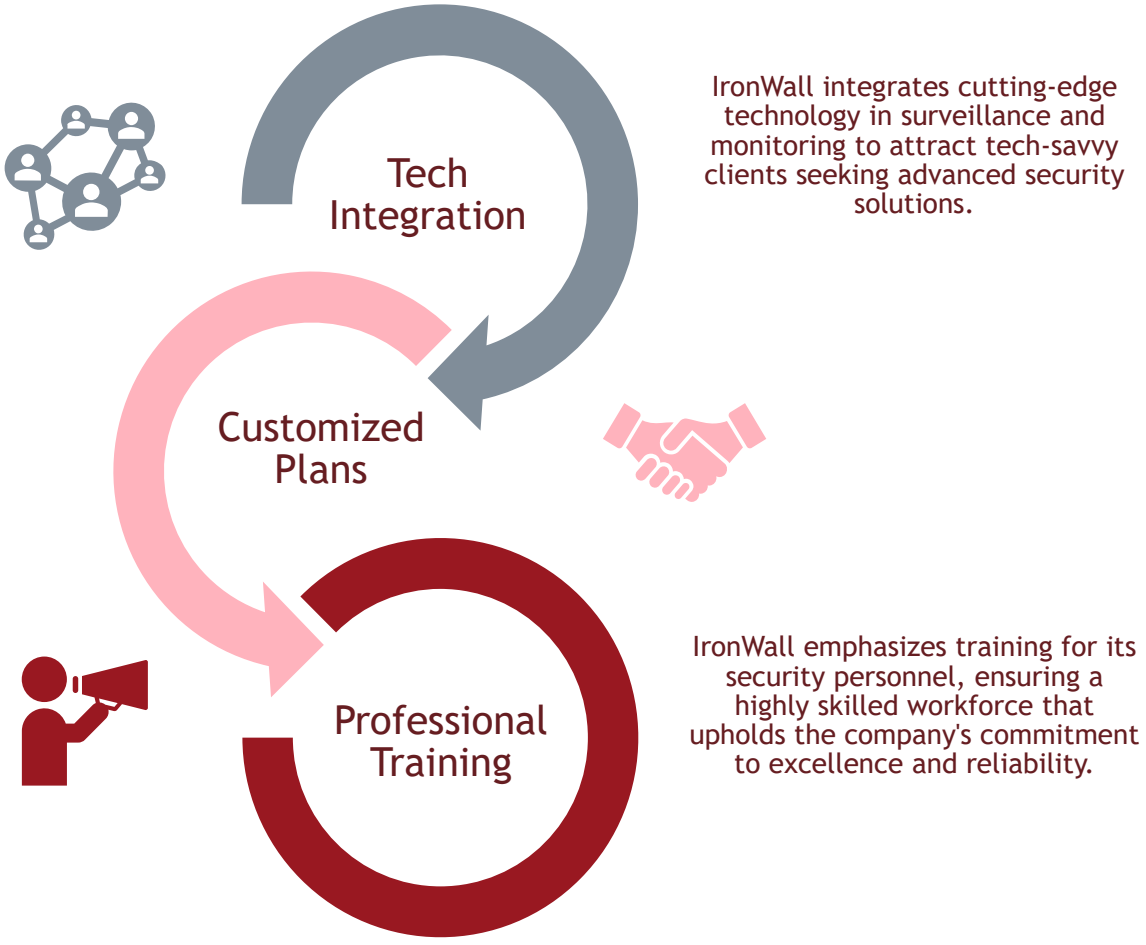 Tech
Integration
IronWall integrates cutting-edge
technology in surveillance and
monitoring to attract tech-savvy
clients seeking advanced security
solutions.
Customized
Plans
Professional
Training
IronWall emphasizes training for its
security personnel, ensuring a
highly skilled workforce that
upholds the company's commitment
to excellence and reliability.